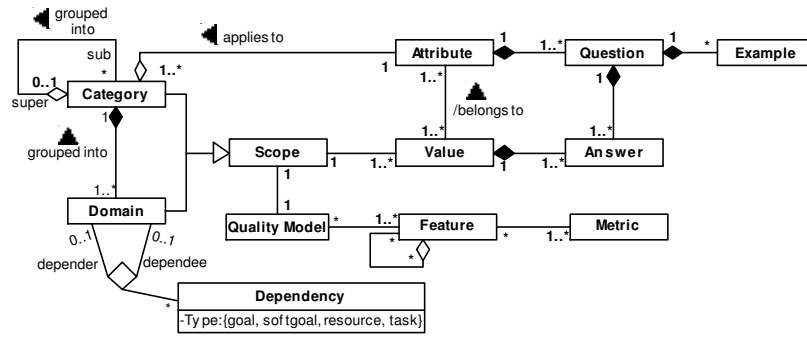 grouped
into
applies to
sub
*
0..1
super
Category
1
1..*
Attribute
1
1
1..*
Question
1
*
Example
1..*
1
/belongs to
grouped into
1..*
1..*
Scope
1
1..*
Value
1
1..*
Answer
1
1..*
Domain
1
Quality Model
*
1..*
Feature
*
*
*
1..*
Metric
0..1
0..1
depender
dependee
*
Dependency
-Type:{goal, softgoal, resource, task}